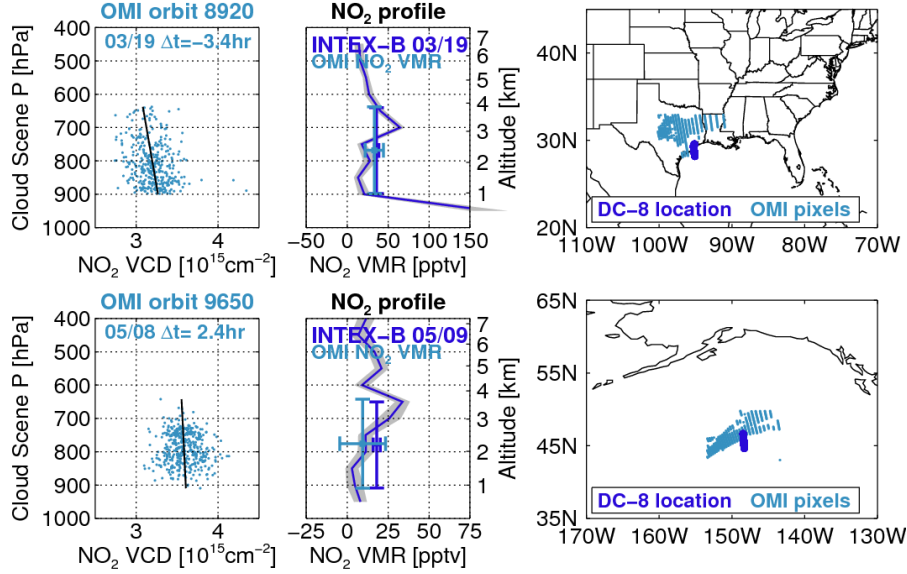 OMI orbit 8920
03/19 Δt=−3.4hr
Cloud Scene P [hPa]
400
500
600
700
800
900
1000
3
4
NO₂ VCD [10¹⁵cm⁻²]
NO₂ profile
INTEX−B 03/19
OMI NO₂ VMR
7
6
5
4
3
2
1
Altitude [km]
−50
0
50
100
150
NO₂ VMR [pptv]
40N
30N
20N
DC−8 location
OMI pixels
110W
100W
90W
80W
70W
OMI orbit 9650
05/08 Δt= 2.4hr
Cloud Scene P [hPa]
400
500
600
700
800
900
1000
3
4
NO₂ VCD [10¹⁵cm⁻²]
NO₂ profile
INTEX−B 05/09
OMI NO₂ VMR
7
6
5
4
3
2
1
Altitude [km]
−25
0
25
50
75
NO₂ VMR [pptv]
65N
55N
45N
35N
DC−8 location
OMI pixels
170W
160W
150W
140W
130W